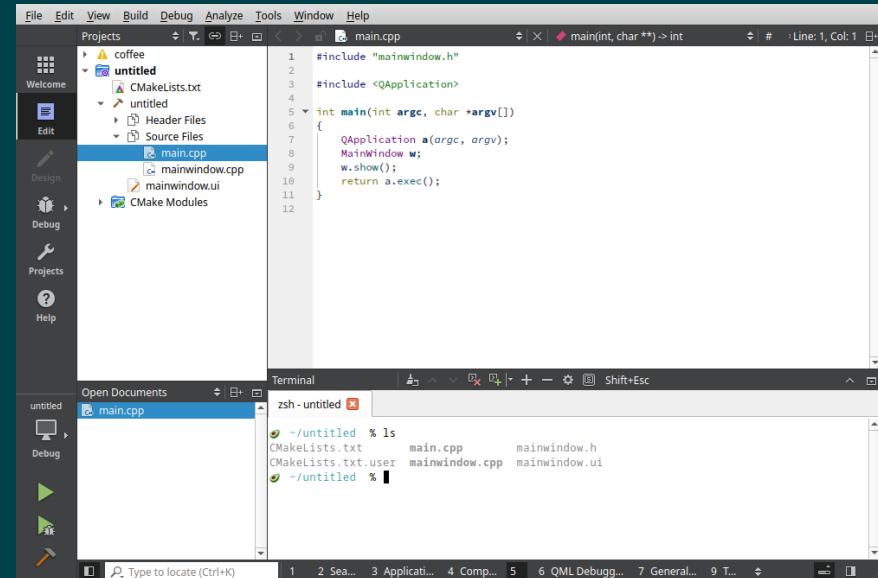 File Edit View Build Debug Analyze Tools Window Help
Projects
main.cpp
main(int, char **) -> int
#
Line: 1, Col: 1
Welcome
Edit
Design
Debug
Projects
Help
untitled
Debug
coffee
untitled
CMakeLists.txt
untitled
Header Files
Source Files
main.cpp
mainwindow.cpp
mainwindow.ui
CMake Modules
1 #include "mainwindow.h"
2
3 #include <QApplication>
4
5 int main(int argc, char *argv[])
6 {
7 QApplication a(argc, argv);
8 MainWindow w;
9 w.show();
10 return a.exec();
11 }
12
Open Documents
main.cpp
Terminal
Shift+Esc
zsh - untitled
~/untitled % ls
CMakeLists.txt main.cpp mainwindow.h
CMakeLists.txt.user mainwindow.cpp mainwindow.ui
~/untitled %
Type to locate (Ctrl+K)
1 2 Sea... 3 Applicati... 4 Comp... 5 6 QML Debugg... 7 General... 9 T...